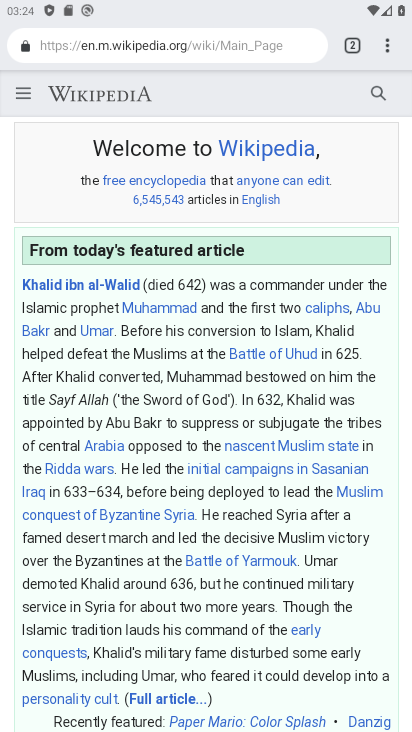 03:24
https://en.m.wikipedia.org/wiki/Main_Page
2
WIKIPEDIA
Welcome to Wikipedia,
the free encyclopedia that anyone can edit.
6,545,543 articles in English
From today's featured article
Khalid ibn al-Walid (died 642) was a commander under the
Islamic prophet Muhammad and the first two caliphs, Abu
Bakr and Umar. Before his conversion to Islam, Khalid
helped defeat the Muslims at the Battle of Uhud in 625.
After Khalid converted, Muhammad bestowed on him the
title Sayf Allah ('the Sword of God'). In 632, Khalid was
appointed by Abu Bakr to suppress or subjugate the tribes
of central Arabia opposed to the nascent Muslim state in
the Ridda wars. He led the initial campaigns in Sasanian
Iraq in 633–634, before being deployed to lead the Muslim
conquest of Byzantine Syria. He reached Syria after a
famed desert march and led the decisive Muslim victory
over the Byzantines at the Battle of Yarmouk. Umar
demoted Khalid around 636, but he continued military
service in Syria for about two more years. Though the
Islamic tradition lauds his command of the early
conquests, Khalid's military fame disturbed some early
Muslims, including Umar, who feared it could develop into a
personality cult. (Full article...)
Recently featured: Paper Mario: Color Splash • Danzig